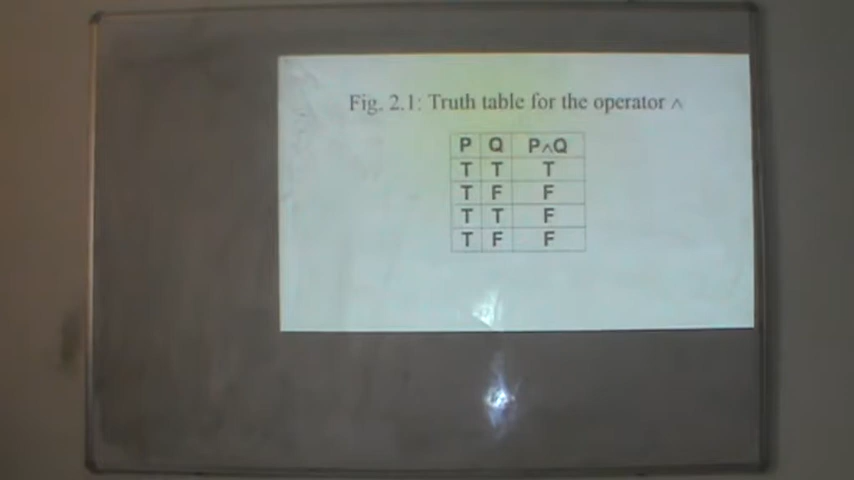 Fig. 2.1: Truth table for the operator ∧
P Q P∧Q
T T T
T F F
T T F
T F F